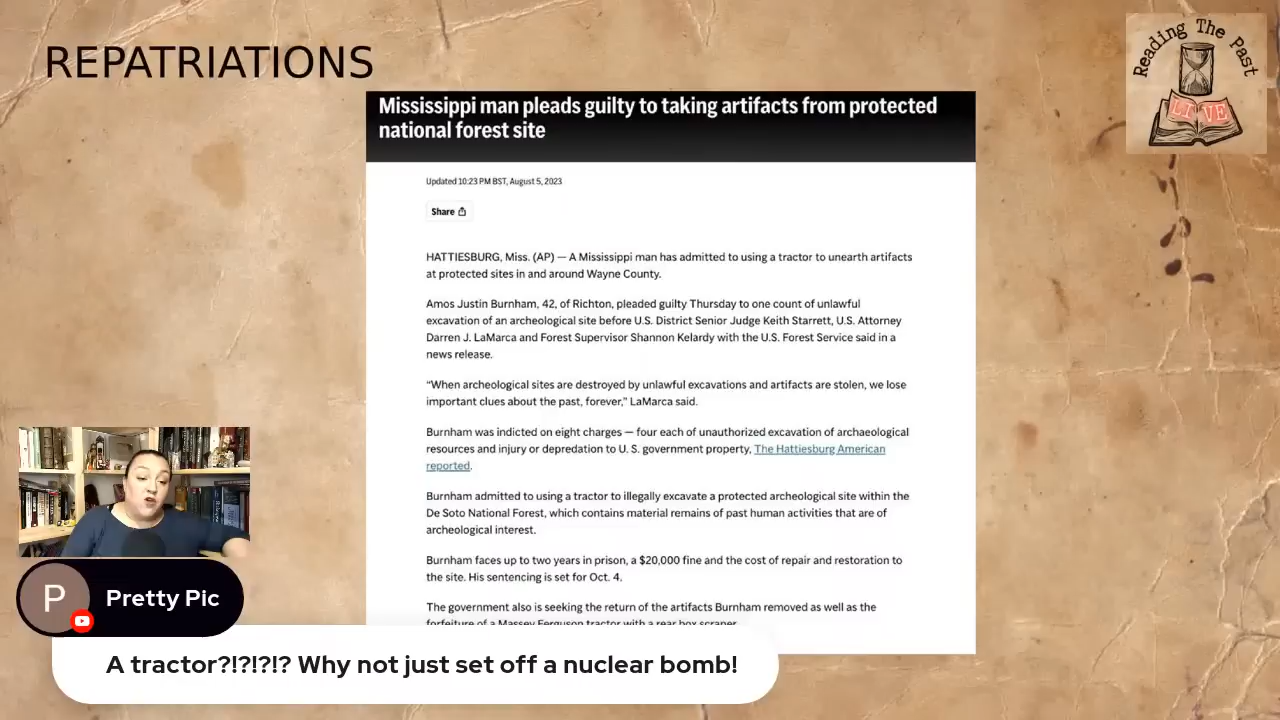 REPATRIATIONS
Reading The Past
LIVE
Mississippi man pleads guilty to taking artifacts from protected
national forest site
Updated 10:23 PM BST, August 5, 2023
Share
HATTIESBURG, Miss. (AP) — A Mississippi man has admitted to using a tractor to unearth artifacts
at protected sites in and around Wayne County.
Amos Justin Burnham, 42, of Richton, pleaded guilty Thursday to one count of unlawful
excavation of an archeological site before U.S. District Senior Judge Keith Starrett, U.S. Attorney
Darren J. LaMarca and Forest Supervisor Shannon Kelardy with the U.S. Forest Service said in a
news release.
“When archeological sites are destroyed by unlawful excavations and artifacts are stolen, we lose
important clues about the past, forever,” LaMarca said.
Burnham was indicted on eight charges — four each of unauthorized excavation of archaeological
resources and injury or depredation to U. S. government property, The Hattiesburg American
reported.
Burnham admitted to using a tractor to illegally excavate a protected archeological site within the
De Soto National Forest, which contains material remains of past human activities that are of
archeological interest.
Burnham faces up to two years in prison, a $20,000 fine and the cost of repair and restoration to
the site. His sentencing is set for Oct. 4.
The government also is seeking the return of the artifacts Burnham removed as well as the
forfeiture of a Massey Ferguson tractor with a rear box scraper.
P
Pretty Pic
A tractor?!?!?!? Why not just set off a nuclear bomb!